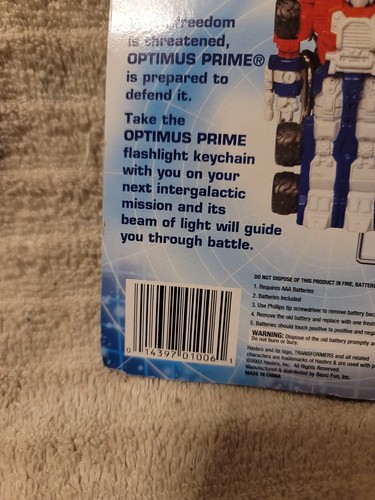 freedom
is threatened,
OPTIMUS PRIME®
is prepared to
defend it.
Take the
OPTIMUS PRIME
flashlight keychain
with you on your
next intergalactic
mission and its
beam of light will guide
you through battle.
DO NOT DISPOSE OF THIS PRODUCT IN FIRE,
1. Requires AAA Batteries
2. Batteries Included
3. Use Phillips tip screwdriver to remove battery
4. Remove the old battery and replace with one fresh
5. Batteries should touch positive to positive and
WARNING: Dispose of the old battery promptly
Do not burn or bury.
Hasbro and its logo, TRANSFORMERS and all related
characters are trademarks of Hasbro & are used with
©2003 Hasbro, Inc. All Rights Reserved.
Manufactured & distributed by Basic Fun, Inc.
MADE IN CHINA
0 14397 01006 1